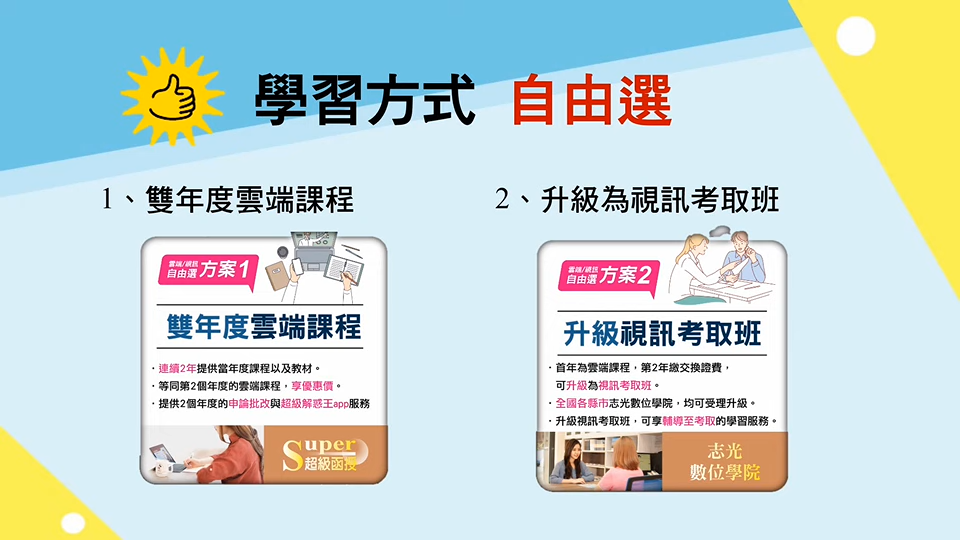 學習方式 自由選
1、雙年度雲端課程
雲端/視訊
自由選 方案1
雙年度雲端課程
・連續2年提供當年度課程以及教材。
・等同第2個年度的雲端課程，享優惠價。
・提供2個年度的申論批改與超級解惑王app服務
Super
超級函授
2、升級為視訊考取班
雲端/視訊
自由選 方案2
升級視訊考取班
・首年為雲端課程，第2年繳交換證費，
可升級為視訊考取班。
・全國各縣市志光數位學院，均可受理升級。
・升級視訊考取班，可享輔導至考取的學習服務。
志光
數位學院